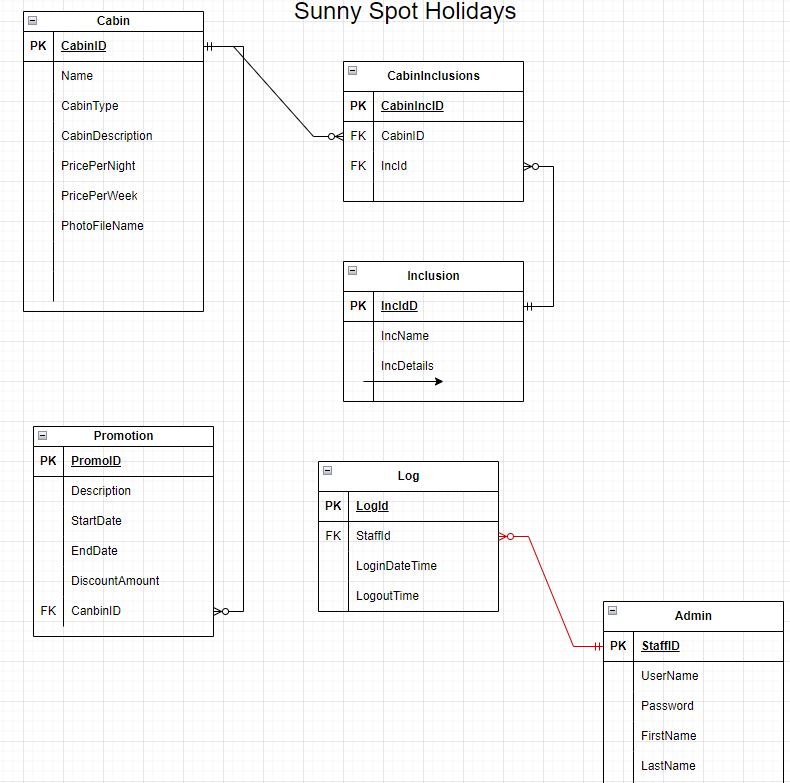 Sunny Spot Holidays
Cabin
PK CabinID
Name
CabinType
CabinDescription
PricePerNight
PricePerWeek
PhotoFileName
CabinInclusions
PK CabinIncID
FK CabinID
FK IncId
Inclusion
PK IncIdD
IncName
IncDetails
Promotion
PK PromoID
Description
StartDate
EndDate
DiscountAmount
FK CanbinID
Log
PK LogId
FK StaffId
LoginDateTime
LogoutTime
Admin
PK StaffID
UserName
Password
FirstName
LastName